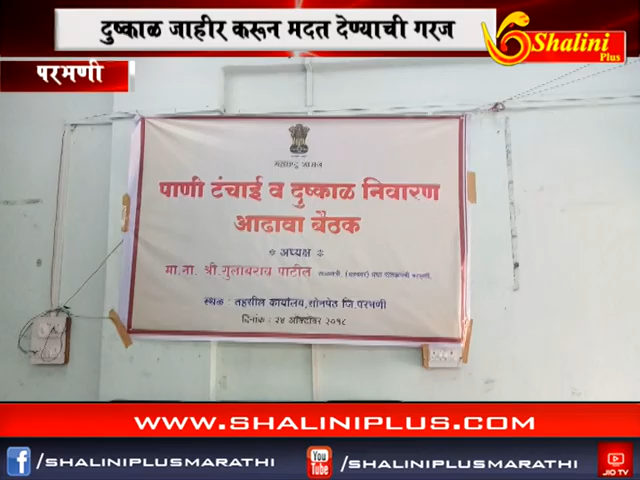 दुष्काळ जाहीर करून मदत देण्याची गरज
Shalini
Plus
परभणी
महाराष्ट्र शासन
पाणी टंचाई व दुष्काळ निवारण
आढावा बैठक
* अध्यक्ष *
मा.ना. श्री.गुलाबराव पाटील
स्थळ : तहसील कार्यालय, सोनपेठ जि.परभणी
दिनांक : २४ ऑक्टोबर २०१८
WWW.SHALINIPLUS.COM
/SHALINIPLUSMARATHI
You Tube /SHALINIPLUSMARATHI
JIO TV